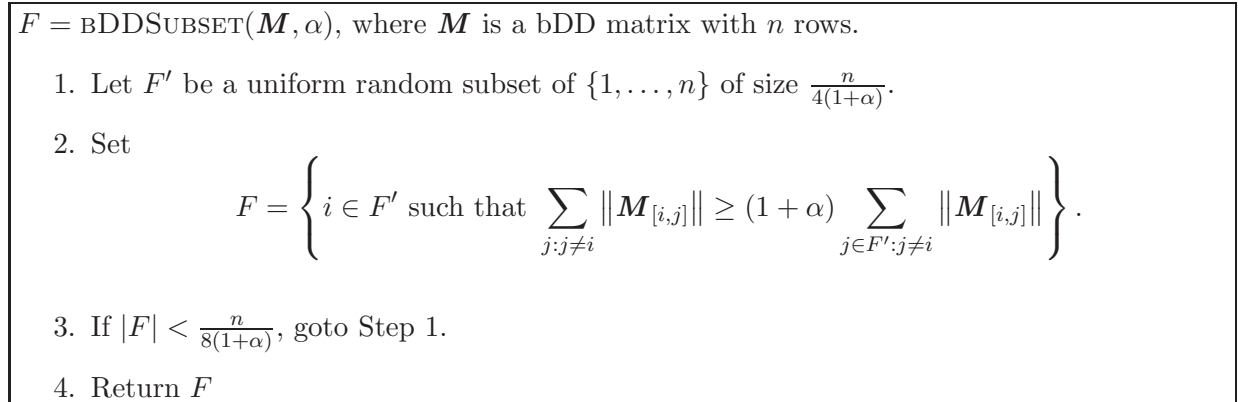 F = BDDSUBSET(M, α), where M is a bDD matrix with n rows.
1. Let F′ be a uniform random subset of {1, . . . , n} of size n/4(1+α).
2. Set
F = { i ∈ F′ such that ∑_{j:j≠i} ‖M_{[i,j]}‖ ≥ (1 + α) ∑_{j∈F′:j≠i} ‖M_{[i,j]}‖ } .
3. If |F| < n/8(1+α), goto Step 1.
4. Return F